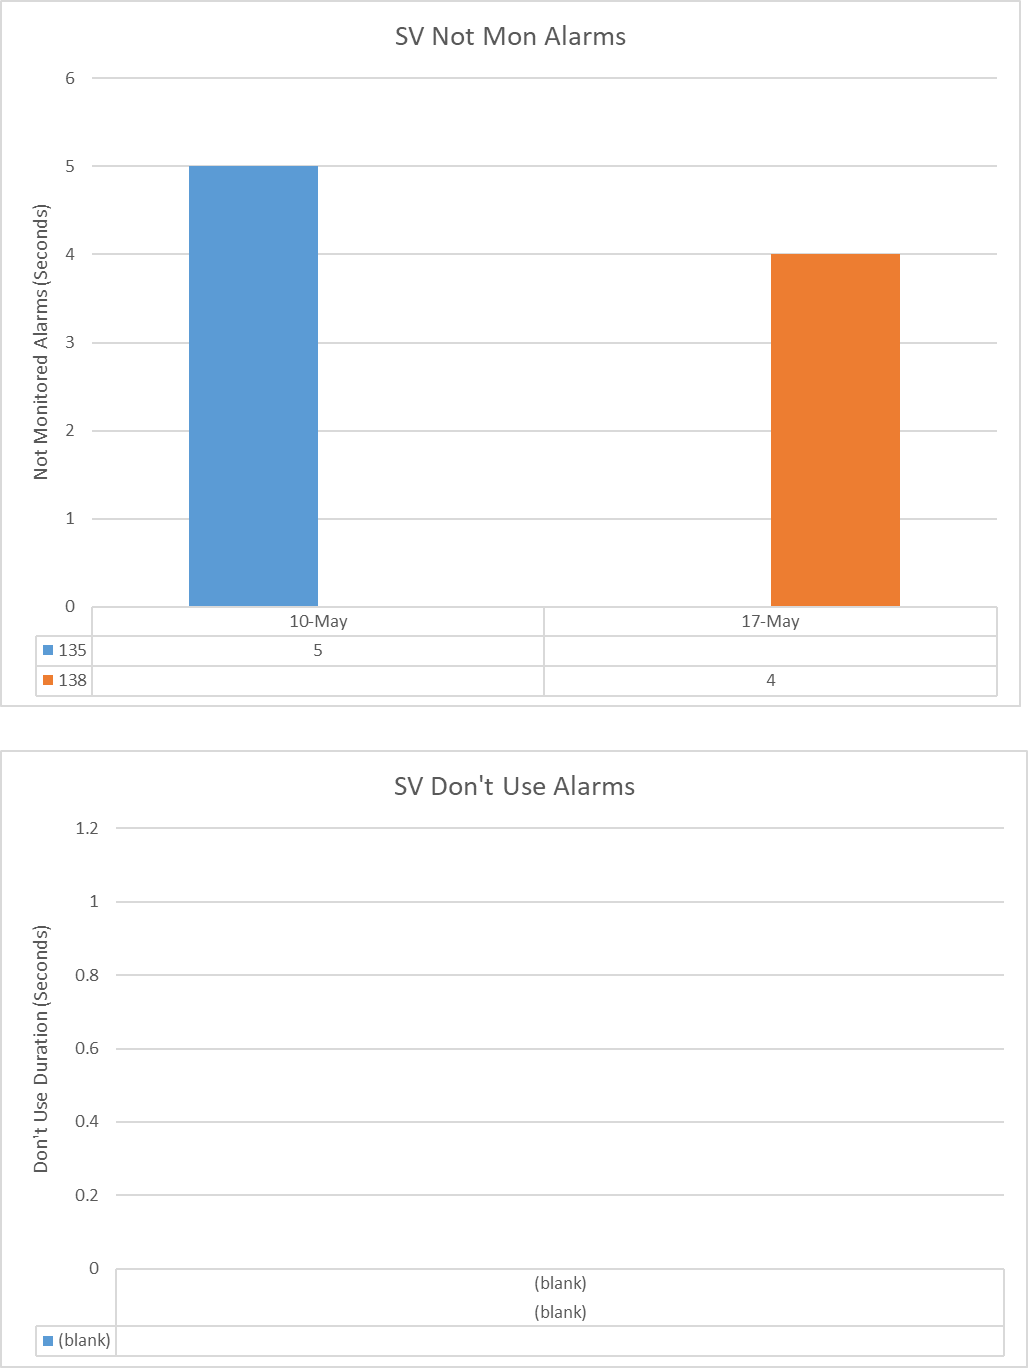 SV Not Mon Alarms
Not Monitored Alarms (Seconds)
6
5
4
3
2
1
0
10-May 17-May
135 5
138 4
SV Don't Use Alarms
Don't Use Duration (Seconds)
1.2
1
0.8
0.6
0.4
0.2
0
(blank)
(blank)
(blank)